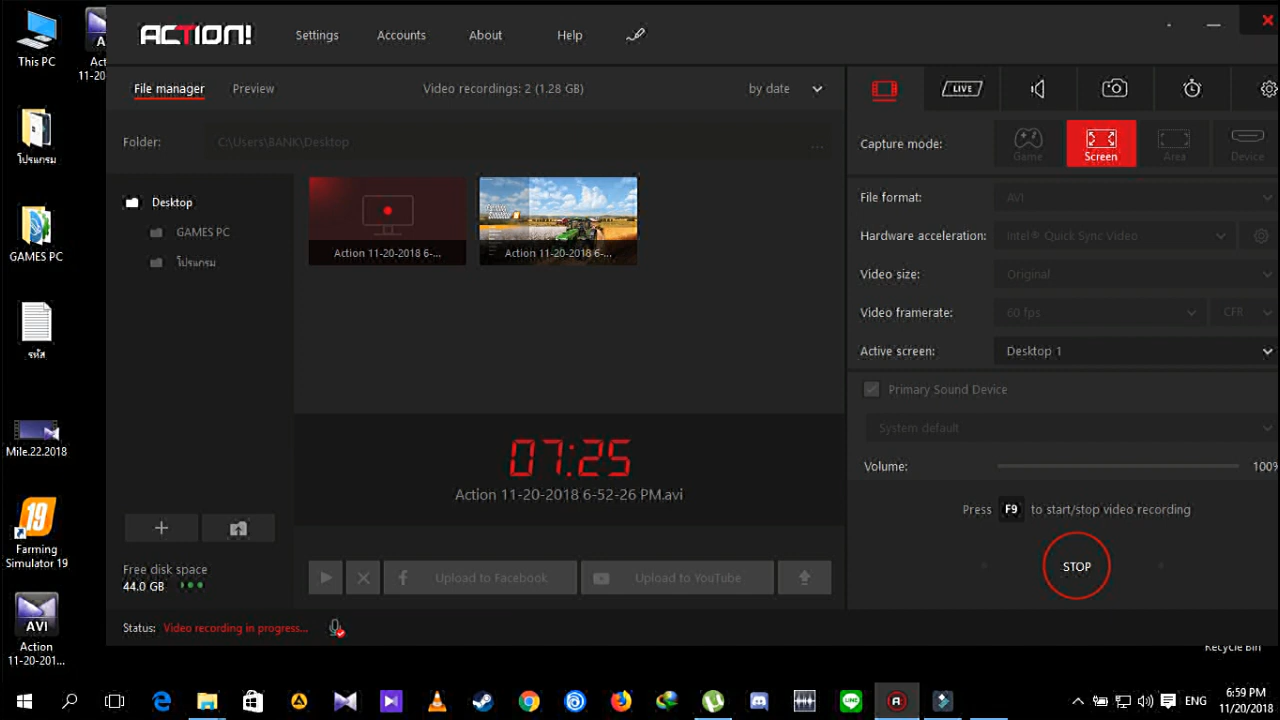 This PC
โปรแกรม
GAMES PC
รหัส
Mile.22.2018
19
Farming
Simulator 19
AVI
Action
11-20-201...
ACTION!
Settings
Accounts
About
Help
File manager
Preview
Video recordings: 2 (1.28 GB)
by date
Folder:
C:\Users\BANK\Desktop
...
Desktop
GAMES PC
โปรแกรม
Action 11-20-2018 6-...
Action 11-20-2018 6-...
07:25
Action 11-20-2018 6-52-26 PM.avi
Free disk space
44.0 GB
Upload to Facebook
Upload to YouTube
Status: Video recording in progress...
LIVE
Capture mode:
Game
Screen
Area
Device
File format:
AVI
Hardware acceleration:
Intel® Quick Sync Video
Video size:
Original
Video framerate:
60 fps
CFR
Active screen:
Desktop 1
Primary Sound Device
System default
Volume:
100%
Press F9 to start/stop video recording
STOP
Recycle Bin
ENG
6:59 PM
11/20/2018